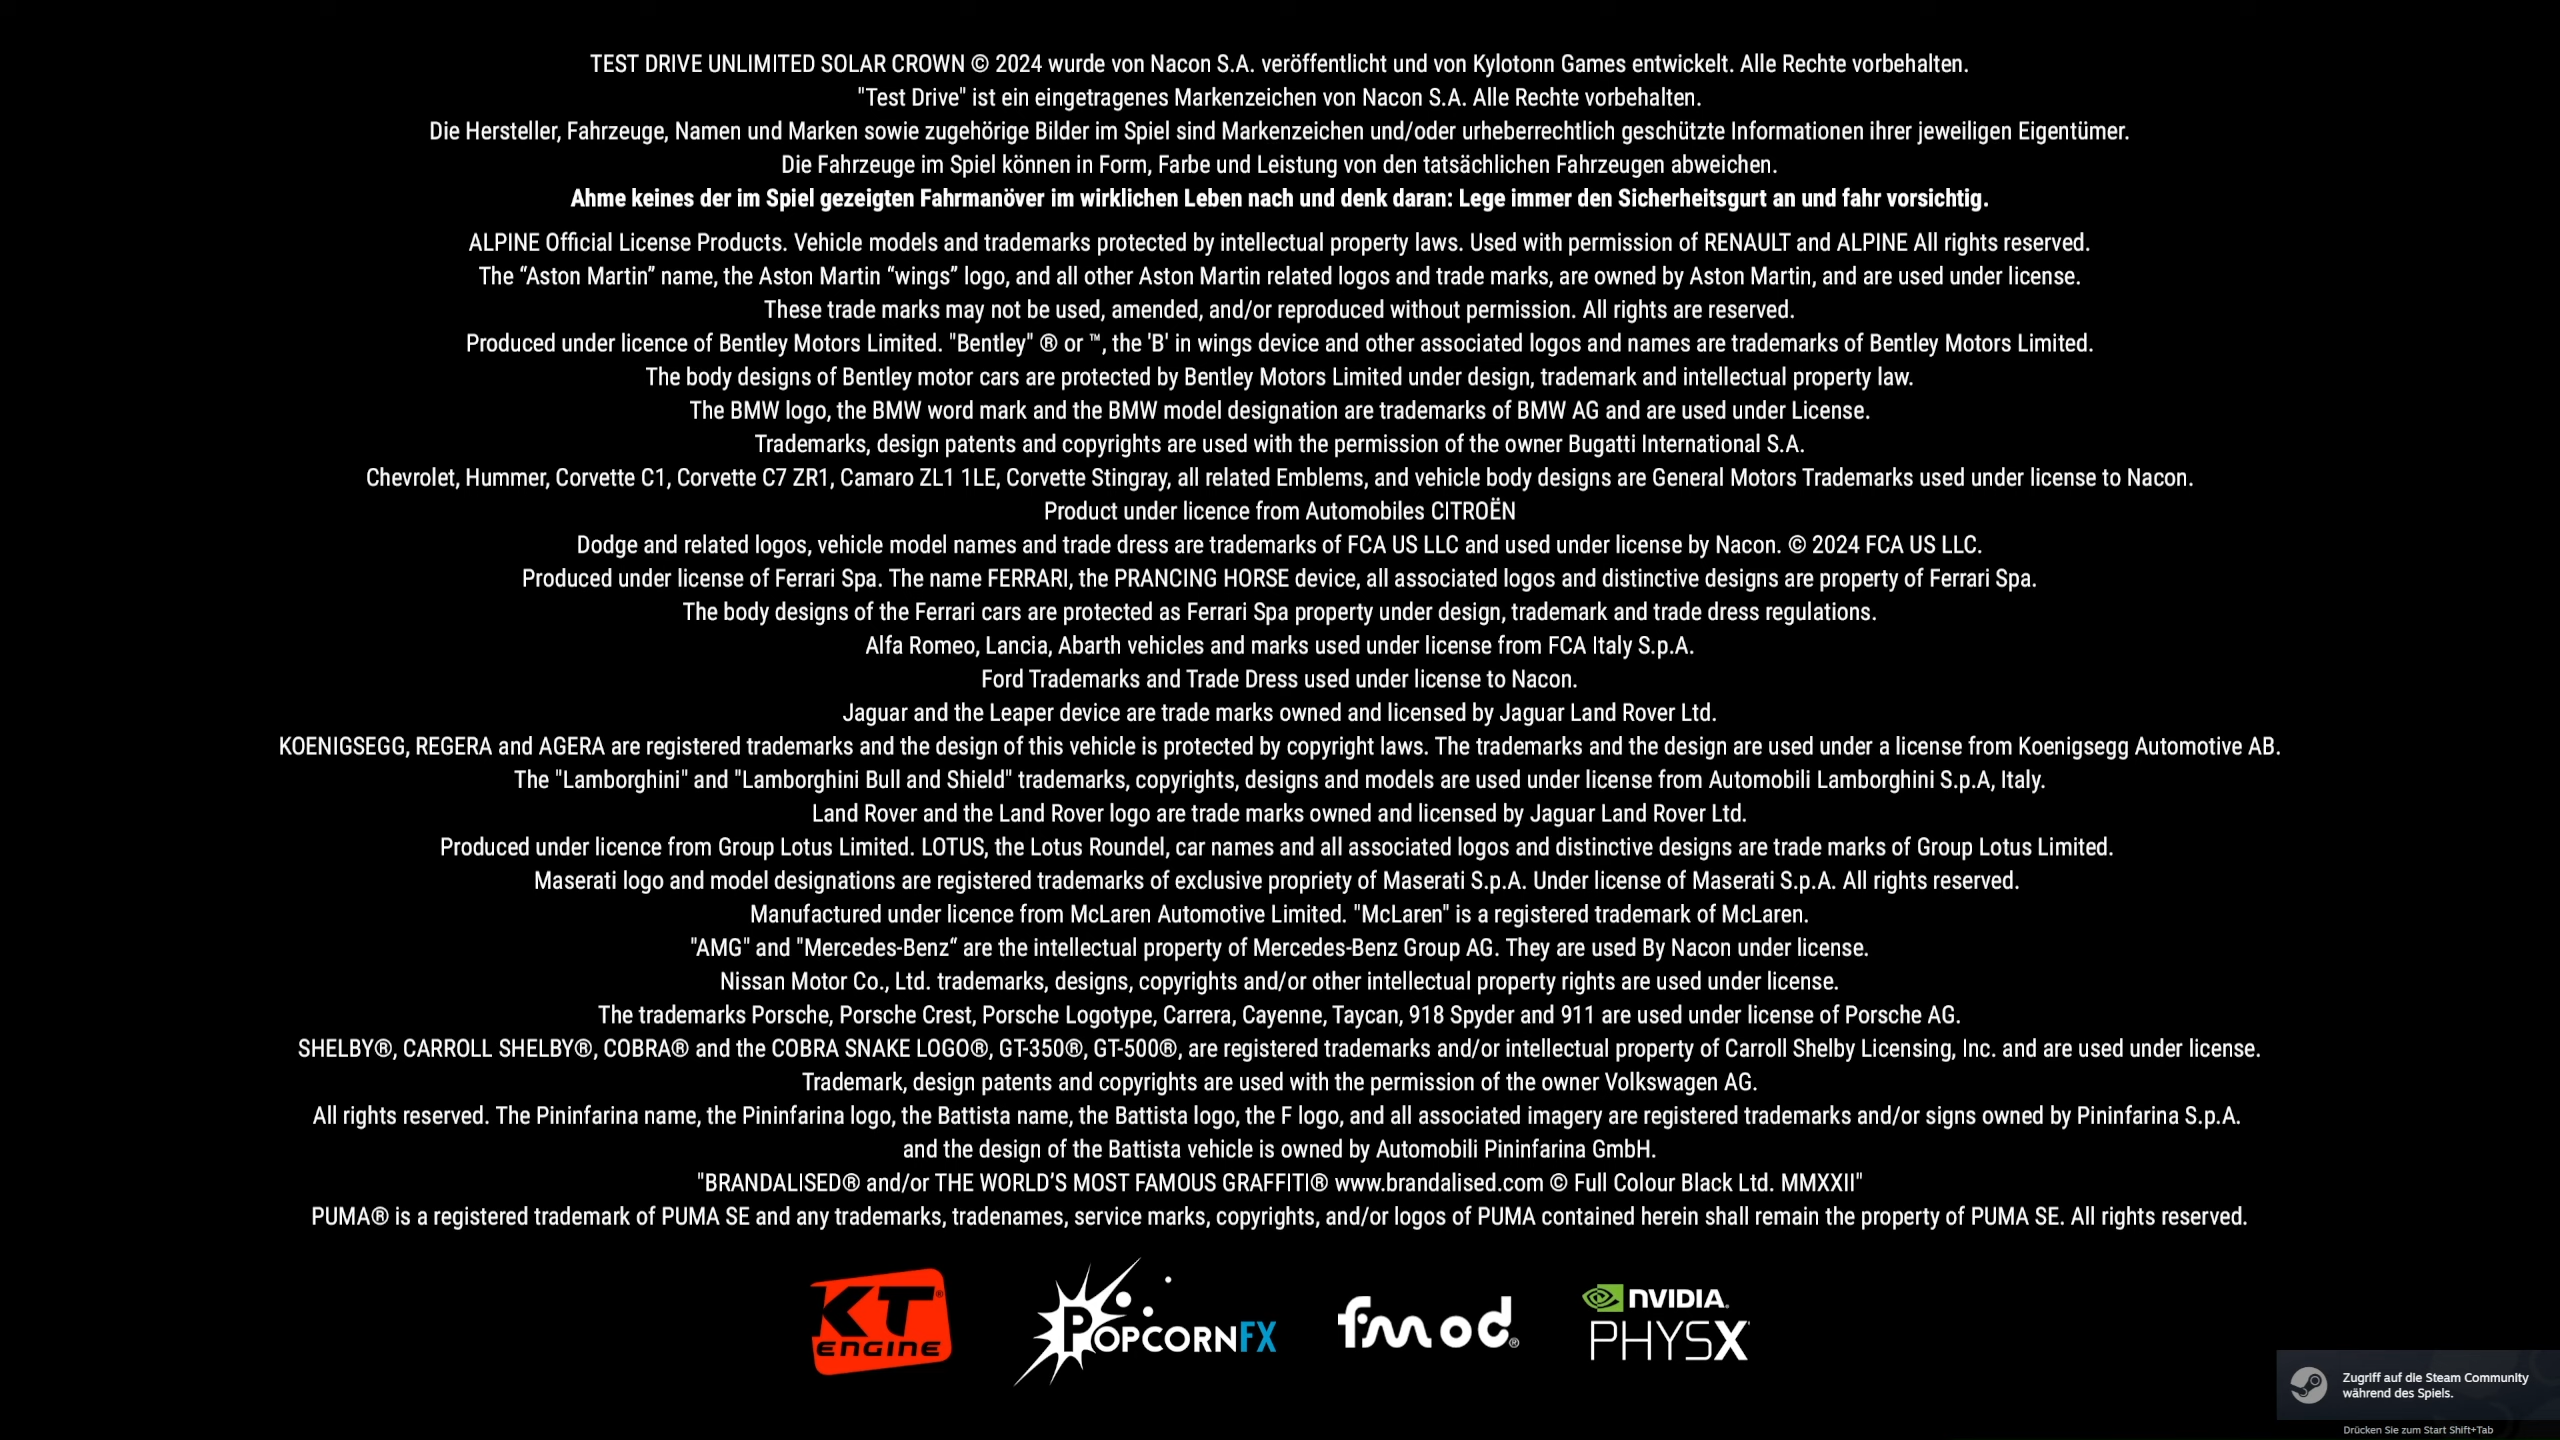 TEST DRIVE UNLIMITED SOLAR CROWN © 2024 wurde von Nacon S.A. veröffentlicht und von Kylotonn Games entwickelt. Alle Rechte vorbehalten.
"Test Drive" ist ein eingetragenes Markenzeichen von Nacon S.A. Alle Rechte vorbehalten.
Die Hersteller, Fahrzeuge, Namen und Marken sowie zugehörige Bilder im Spiel sind Markenzeichen und/oder urheberrechtlich geschützte Informationen ihrer jeweiligen Eigentümer.
Die Fahrzeuge im Spiel können in Form, Farbe und Leistung von den tatsächlichen Fahrzeugen abweichen.
Ahme keines der im Spiel gezeigten Fahrmanöver im wirklichen Leben nach und denk daran: Lege immer den Sicherheitsgurt an und fahr vorsichtig.
ALPINE Official License Products. Vehicle models and trademarks protected by intellectual property laws. Used with permission of RENAULT and ALPINE All rights reserved.
The “Aston Martin” name, the Aston Martin “wings” logo, and all other Aston Martin related logos and trade marks, are owned by Aston Martin, and are used under license.
These trade marks may not be used, amended, and/or reproduced without permission. All rights are reserved.
Produced under licence of Bentley Motors Limited. "Bentley" ® or ™, the 'B' in wings device and other associated logos and names are trademarks of Bentley Motors Limited.
The body designs of Bentley motor cars are protected by Bentley Motors Limited under design, trademark and intellectual property law.
The BMW logo, the BMW word mark and the BMW model designation are trademarks of BMW AG and are used under License.
Trademarks, design patents and copyrights are used with the permission of the owner Bugatti International S.A.
Chevrolet, Hummer, Corvette C1, Corvette C7 ZR1, Camaro ZL1 1LE, Corvette Stingray, all related Emblems, and vehicle body designs are General Motors Trademarks used under license to Nacon.
Product under licence from Automobiles CITROËN
Dodge and related logos, vehicle model names and trade dress are trademarks of FCA US LLC and used under license by Nacon. © 2024 FCA US LLC.
Produced under license of Ferrari Spa. The name FERRARI, the PRANCING HORSE device, all associated logos and distinctive designs are property of Ferrari Spa.
The body designs of the Ferrari cars are protected as Ferrari Spa property under design, trademark and trade dress regulations.
Alfa Romeo, Lancia, Abarth vehicles and marks used under license from FCA Italy S.p.A.
Ford Trademarks and Trade Dress used under license to Nacon.
Jaguar and the Leaper device are trade marks owned and licensed by Jaguar Land Rover Ltd.
KOENIGSEGG, REGERA and AGERA are registered trademarks and the design of this vehicle is protected by copyright laws. The trademarks and the design are used under a license from Koenigsegg Automotive AB.
The "Lamborghini" and "Lamborghini Bull and Shield" trademarks, copyrights, designs and models are used under license from Automobili Lamborghini S.p.A, Italy.
Land Rover and the Land Rover logo are trade marks owned and licensed by Jaguar Land Rover Ltd.
Produced under licence from Group Lotus Limited. LOTUS, the Lotus Roundel, car names and all associated logos and distinctive designs are trade marks of Group Lotus Limited.
Maserati logo and model designations are registered trademarks of exclusive propriety of Maserati S.p.A. Under license of Maserati S.p.A. All rights reserved.
Manufactured under licence from McLaren Automotive Limited. "McLaren" is a registered trademark of McLaren.
"AMG" and "Mercedes-Benz“ are the intellectual property of Mercedes-Benz Group AG. They are used By Nacon under license.
Nissan Motor Co., Ltd. trademarks, designs, copyrights and/or other intellectual property rights are used under license.
The trademarks Porsche, Porsche Crest, Porsche Logotype, Carrera, Cayenne, Taycan, 918 Spyder and 911 are used under license of Porsche AG.
SHELBY®, CARROLL SHELBY®, COBRA® and the COBRA SNAKE LOGO®, GT-350®, GT-500®, are registered trademarks and/or intellectual property of Carroll Shelby Licensing, Inc. and are used under license.
Trademark, design patents and copyrights are used with the permission of the owner Volkswagen AG.
All rights reserved. The Pininfarina name, the Pininfarina logo, the Battista name, the Battista logo, the F logo, and all associated imagery are registered trademarks and/or signs owned by Pininfarina S.p.A.
and the design of the Battista vehicle is owned by Automobili Pininfarina GmbH.
"BRANDALISED® and/or THE WORLD’S MOST FAMOUS GRAFFITI® www.brandalised.com © Full Colour Black Ltd. MMXXII"
PUMA® is a registered trademark of PUMA SE and any trademarks, tradenames, service marks, copyrights, and/or logos of PUMA contained herein shall remain the property of PUMA SE. All rights reserved.
KT®
ENGINE
POPCORNFX
fmod®
NVIDIA.
PHYSX
Zugriff auf die Steam Community
während des Spiels.
Drücken Sie zum Start Shift+Tab